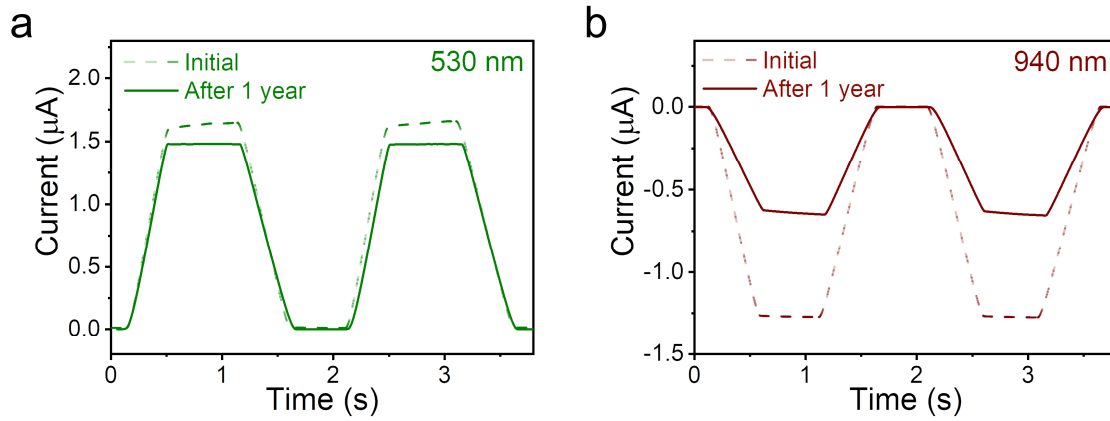 a
530 nm
Initial
After 1 year
Current (μA)
2.0
1.5
1.0
0.5
0.0
0
1
2
3
Time (s)
b
940 nm
Initial
After 1 year
Current (μA)
0.0
-0.5
-1.0
-1.5
0
1
2
3
Time (s)